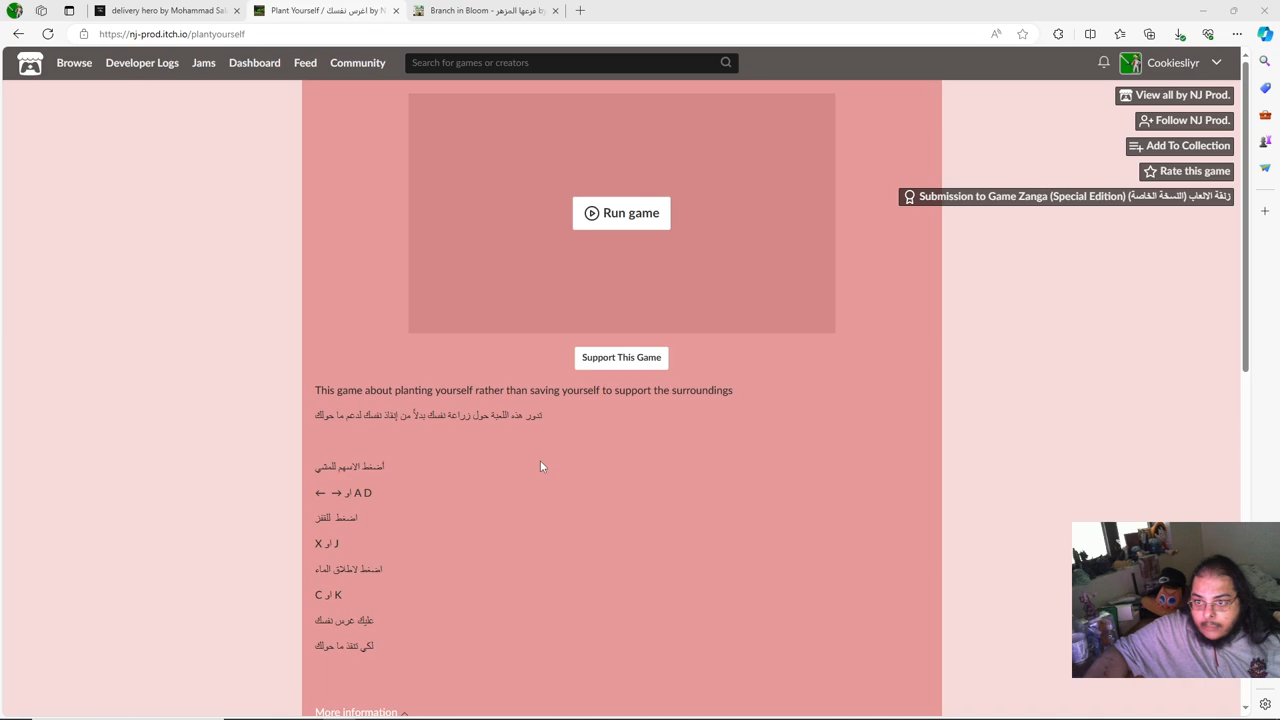 delivery hero by Mohammad Sal
Plant Yourself / اغرس نفسك by N
Branch in Bloom - فرعها المزهر by
https://nj-prod.itch.io/plantyourself
Browse
Developer Logs
Jams
Dashboard
Feed
Community
Search for games or creators
Cookiesliyr
View all by NJ Prod.
Follow NJ Prod.
Add To Collection
Rate this game
Submission to Game Zanga (Special Edition) زنقة الالعاب (النسخة الخاصة)
Run game
Support This Game
This game about planting yourself rather than saving yourself to support the surroundings
تدور هذه اللعبة حول زراعة نفسك بدلاً من إنقاذ نفسك لدعم ما حولك
أضغط الاسهم للمشي
← → او A D
اضغط للقفز
X او J
اضغط لاطلاق الماء
C او K
عليك غرس نفسك
لكي تنقذ ما حولك
More information